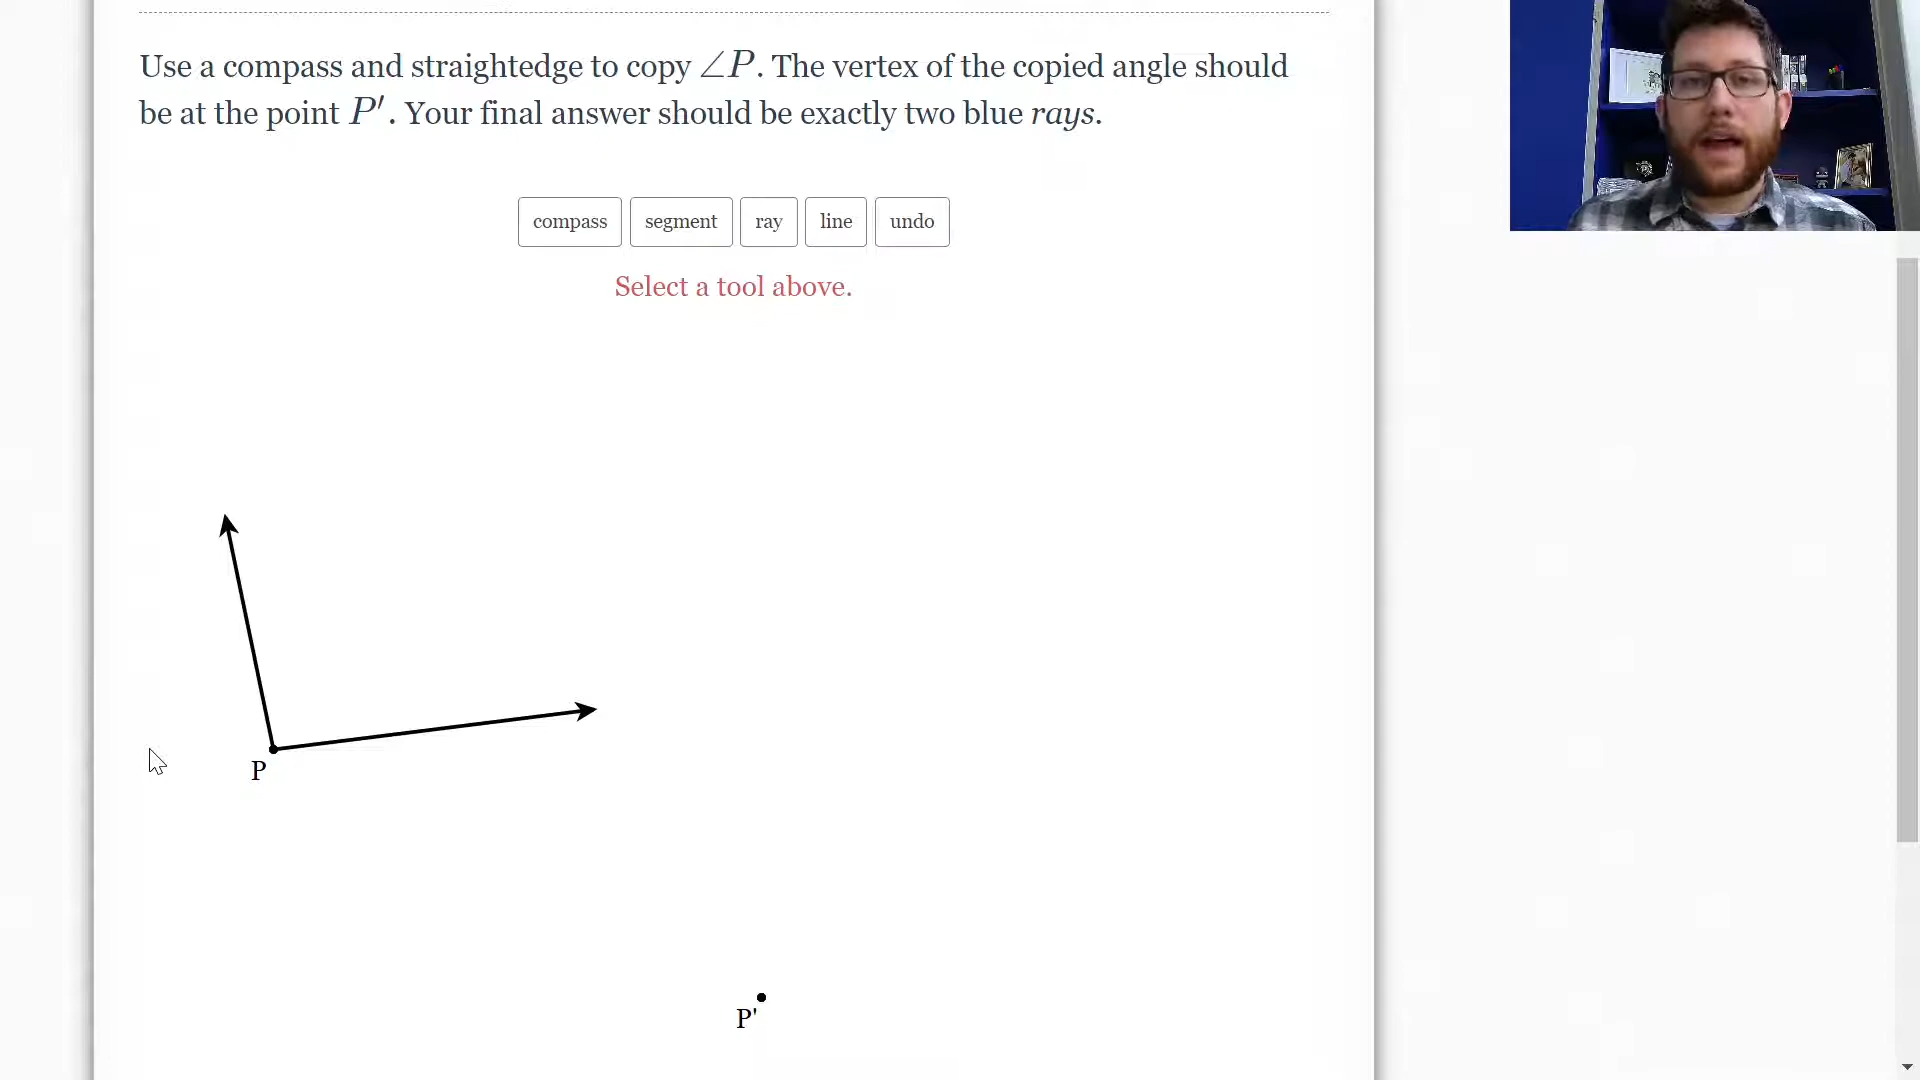 Use a compass and straightedge to copy ∠P. The vertex of the copied angle should
be at the point P′. Your final answer should be exactly two blue rays.
compass segment ray line undo
Select a tool above.
P
P'